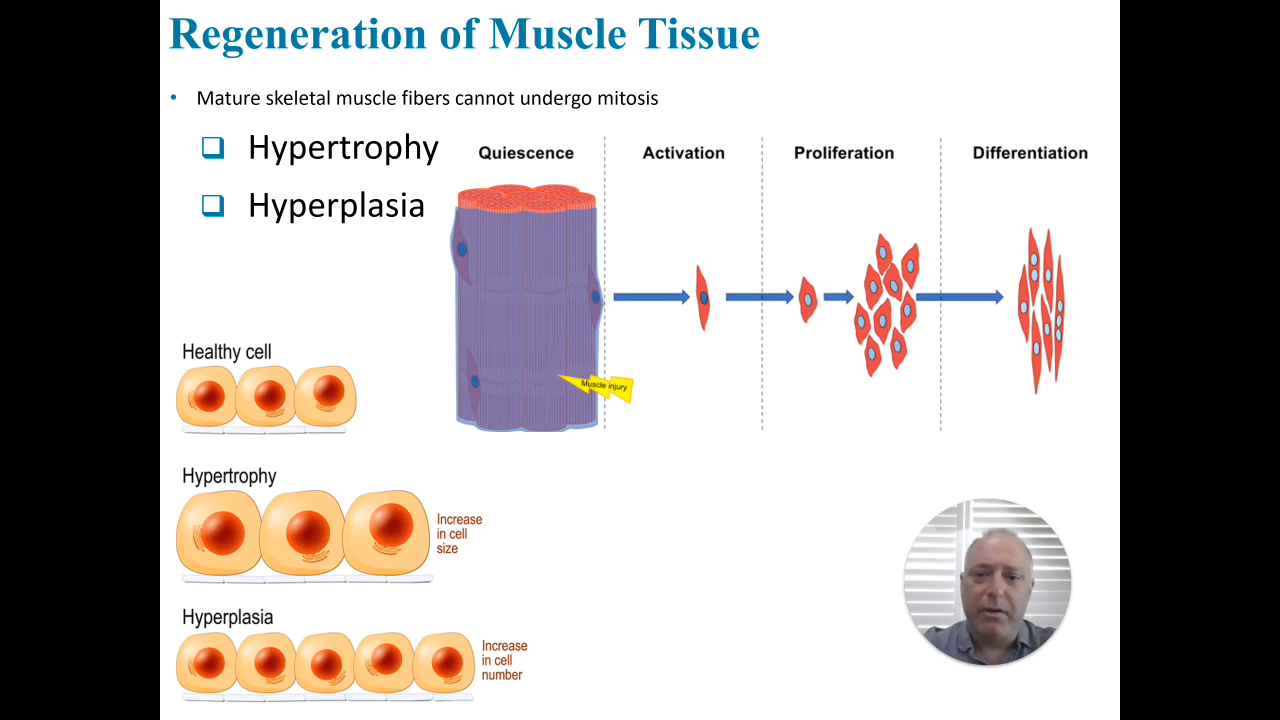 Regeneration of Muscle Tissue
• Mature skeletal muscle fibers cannot undergo mitosis
❑ Hypertrophy
❑ Hyperplasia
Quiescence
Activation
Proliferation
Differentiation
Muscle injury
Healthy cell
Hypertrophy
Increase
in cell
size
Hyperplasia
Increase
in cell
number